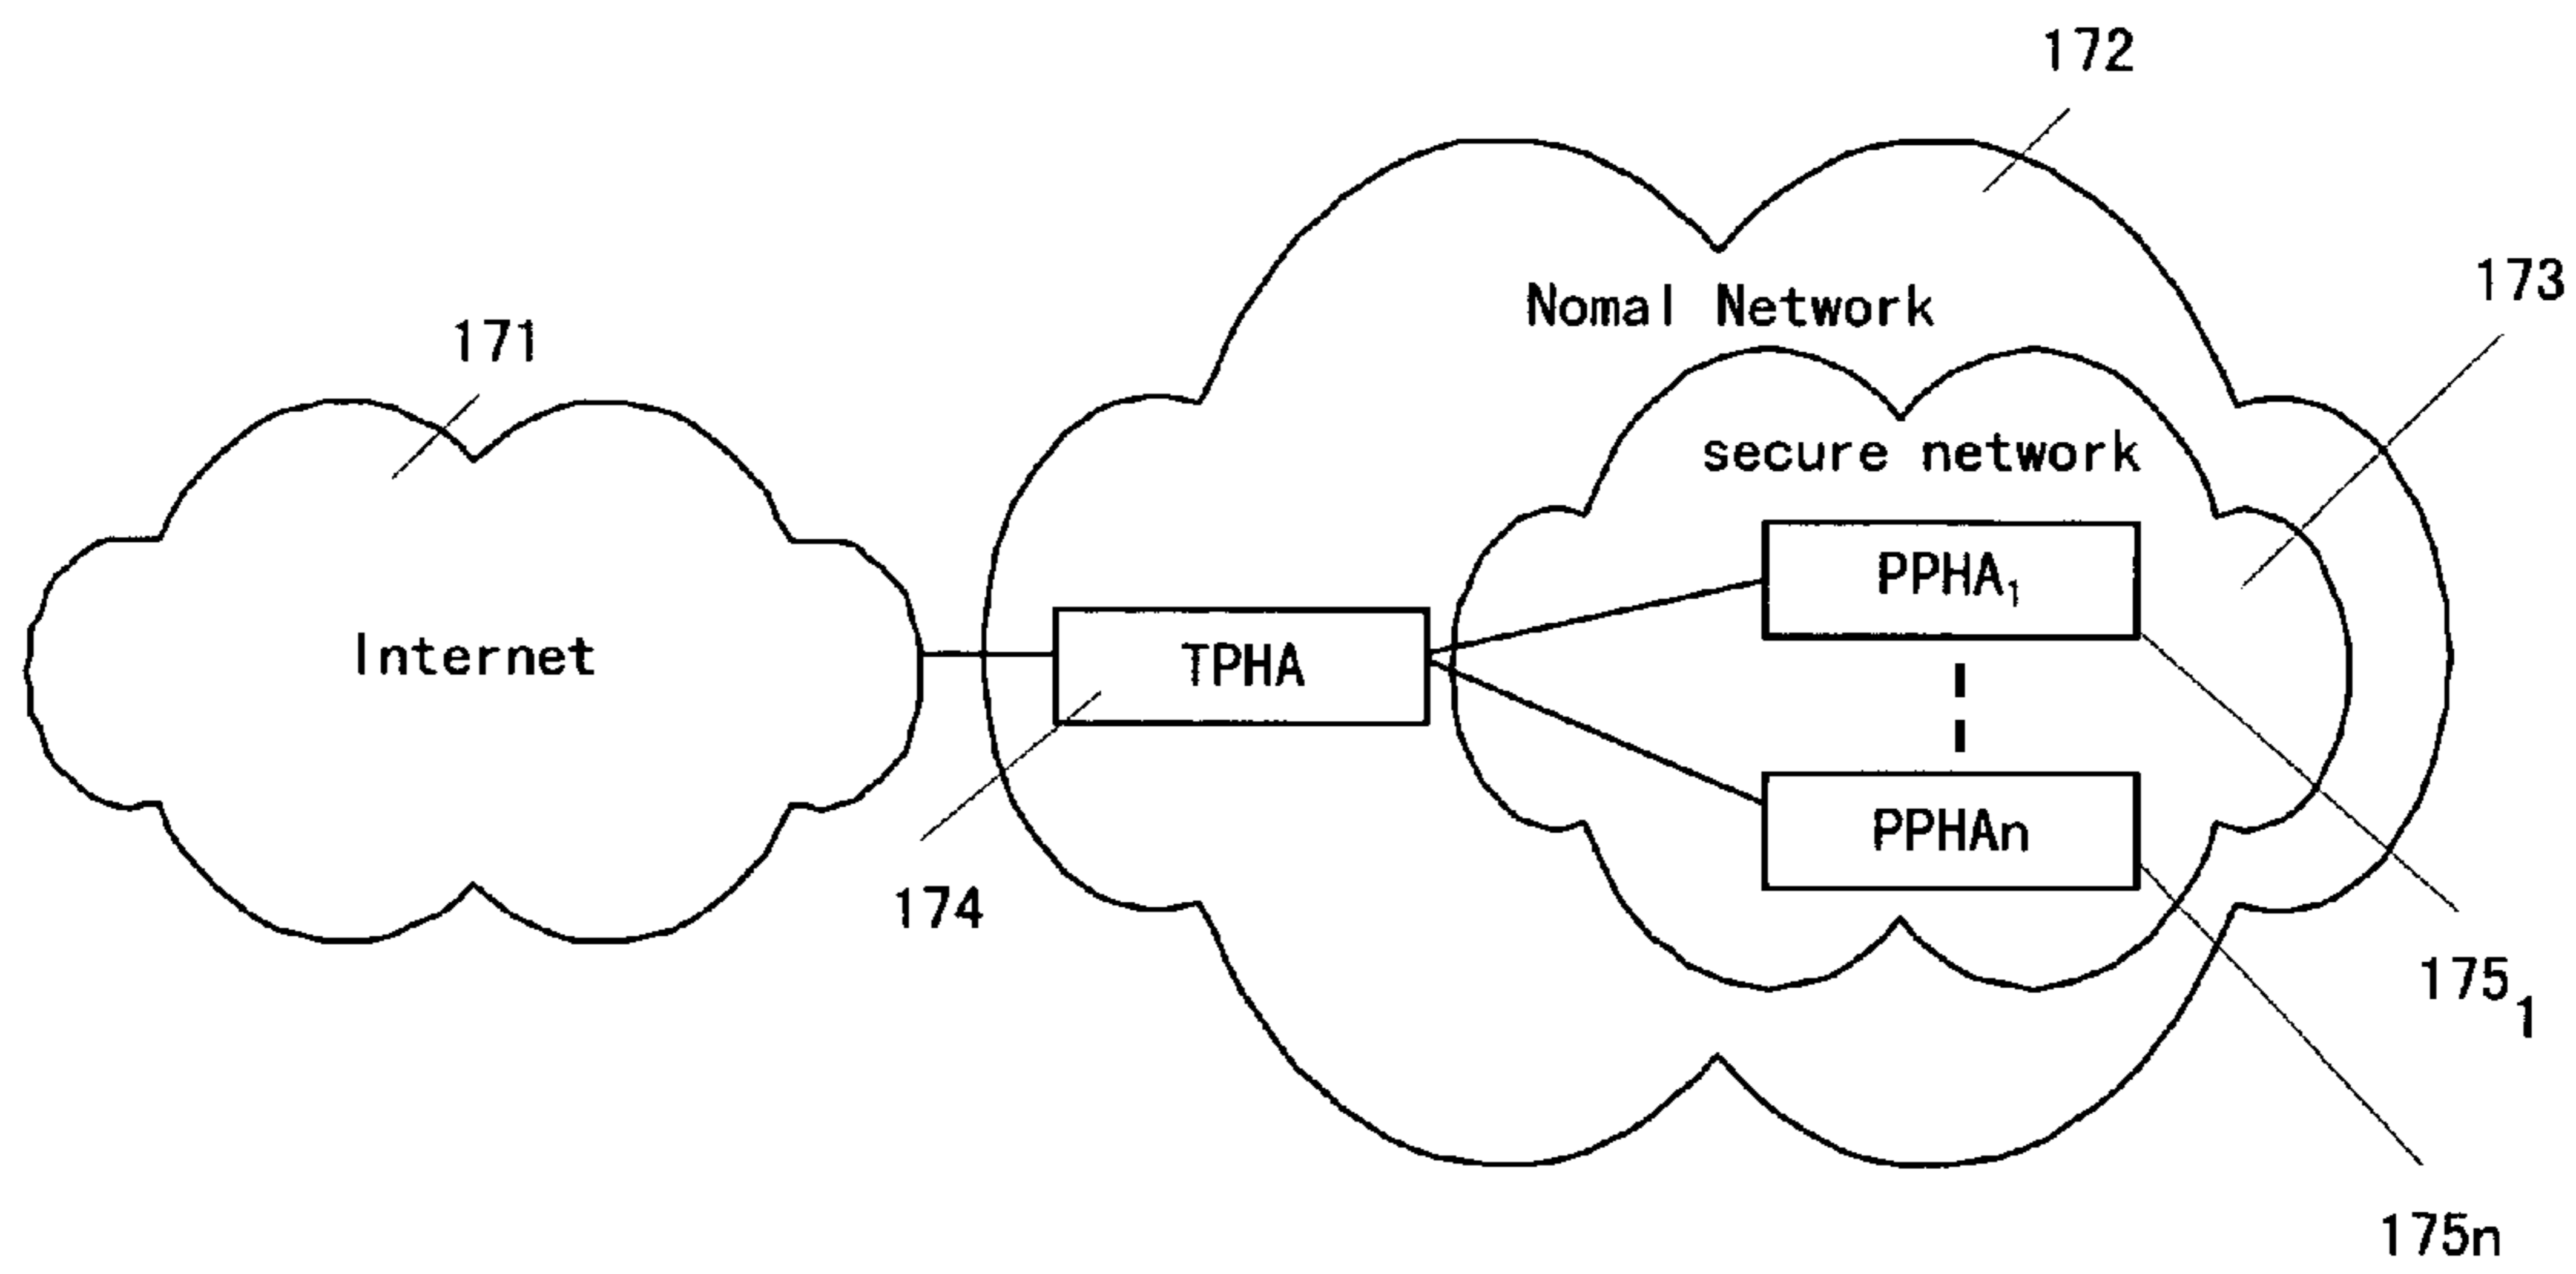 172
Nomal Network
173
171
secure network
PPHA₁
Internet
TPHA
PPHAn
174
175₁
175n